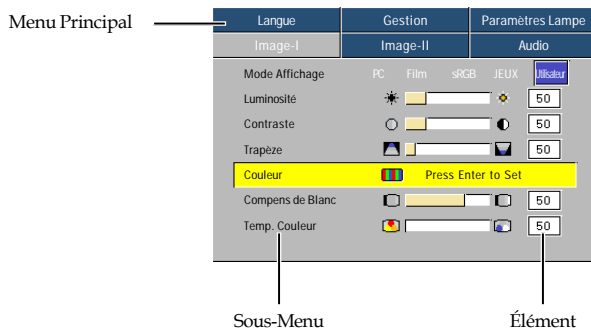 Menu Principal
Langue Gestion Paramètres Lampe
Image-I Image-II Audio
Mode Affichage PC Film sRGB JEUX Utilisateur
Luminosité 50
Contraste 50
Trapèze 50
Couleur Press Enter to Set
Compens de Blanc 50
Temp. Couleur 50
Sous-Menu Élément